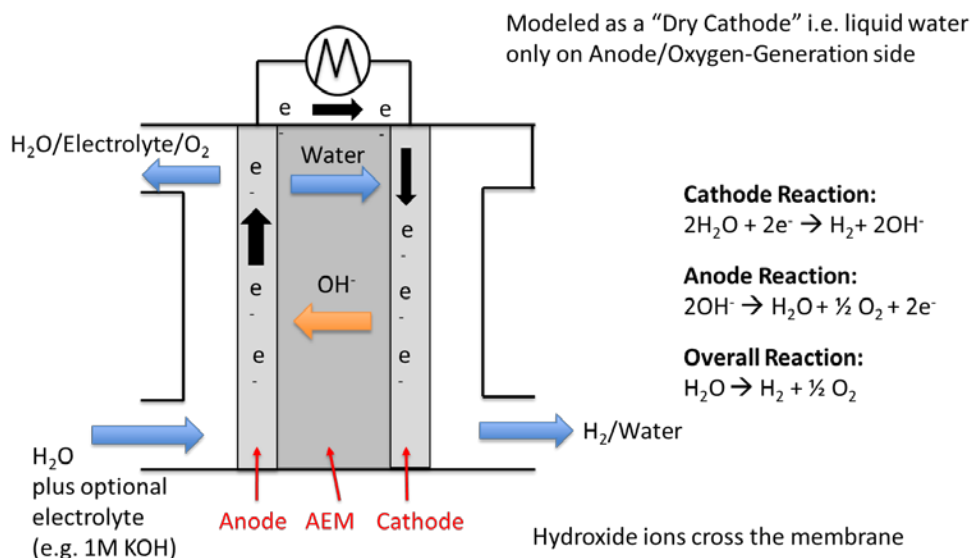 Modeled as a “Dry Cathode” i.e. liquid water
only on Anode/Oxygen-Generation side
e
-
e
-
H₂O/Electrolyte/O₂
Water
e
-
e
-
OH⁻
e
-
e
-
e
-
e
-
H₂O
plus optional
electrolyte
(e.g. 1M KOH)
Anode
AEM
Cathode
H₂/Water
Cathode Reaction:
2H₂O + 2e⁻ → H₂+ 2OH⁻
Anode Reaction:
2OH⁻ → H₂O + ½ O₂ + 2e⁻
Overall Reaction:
H₂O → H₂ + ½ O₂
Hydroxide ions cross the membrane